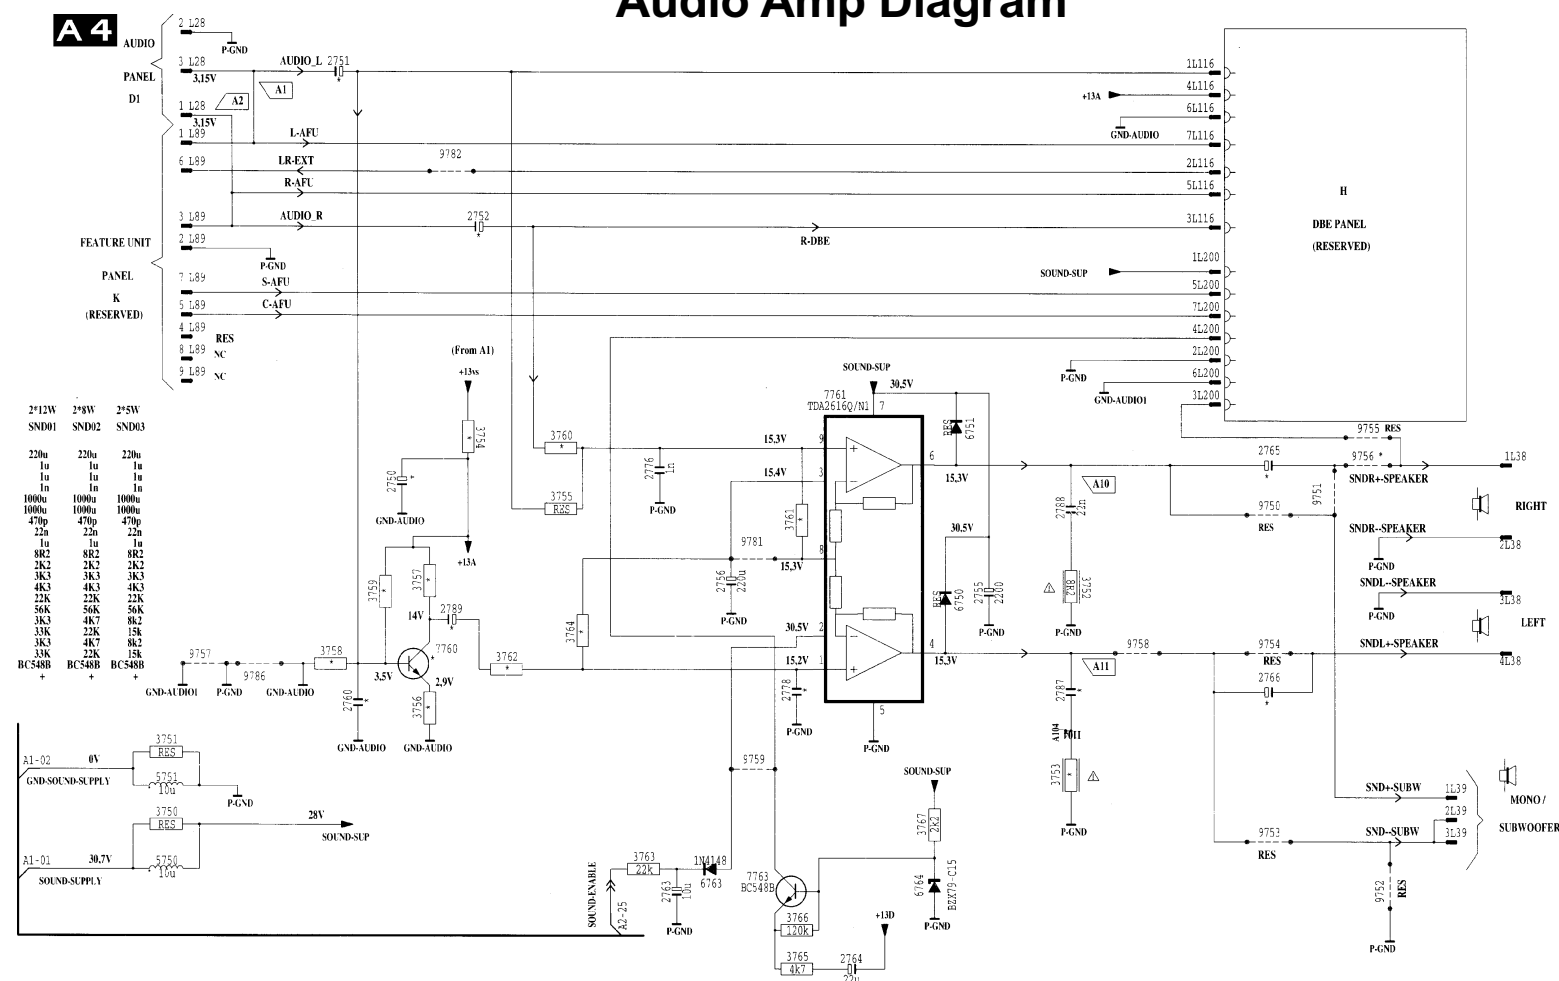 Audio Amp Diagram
A 4
2 L28
AUDIO
P-GND
3 L28
AUDIO_L 2751
3,15V
PANEL
D1
A1
A2
1 L28
3,15V
1 L89
L-AFU
6 L89
LR-EXT
9782
R-AFU
3 L89
AUDIO_R
2752
R-DBE
FEATURE UNIT
2 L89
P-GND
PANEL
7 L89
S-AFU
K
(RESERVED)
5 L89
C-AFU
4 L89
RES
8 L89
NC
9 L89
NC
1L116
+13A
4L116
6L116
GND-AUDIO
7L116
2L116
5L116
3L116
H
DBE PANEL
(RESERVED)
1L200
SOUND-SUP
5L200
7L200
4L200
2L200
P-GND
6L200
GND-AUDIO1
3L200
2*12W 2*8W 2*5W
SND01 SND02 SND03
220u 220u 220u
1u 1u 1u
1u 1u 1u
1n 1n 1n
1000u 1000u 1000u
1000u 1000u 1000u
470p 470p 470p
22n 22n 22n
1u 1u 1u
8R2 8R2 8R2
2K2 2K2 2K2
3K3 3K3 3K3
4K3 4K3 4K3
22K 22K 22K
56K 56K 56K
3K3 4K7 8k2
33K 22K 15k
3K3 4K7 8k2
33K 22K 15k
BC548B BC548B BC548B
+ + +
(From A1)
+13vs
3754
*
2750
GND-AUDIO
+13A
3759
*
3757
*
14V
2789
*
7760
3,5V
2,9V
9757
9786
3758
*
GND-AUDIO1
P-GND
GND-AUDIO
2760
*
3756
*
GND-AUDIO
GND-AUDIO
3762
*
3760
*
3755
RES
3764
*
2776
1n
P-GND
SOUND-SUP
30,5V
7761
TDA2616Q/N1
7
15,3V
9
15,4V
3
3761
*
9781
15,3V
8
2756
220u
P-GND
30,5V
2
15,2V
1
2778
*
P-GND
5
P-GND
RES
6751
6
15,3V
30,5V
RES
6750
2755
2200
P-GND
4
15,3V
A10
2788
22n
8R2
3752
P-GND
A11
2787
*
3753
*
P-GND
9758
9755 RES
2765
*
9756 *
1L38
SNDR+-SPEAKER
9751
9750
RES
RIGHT
SNDR--SPEAKER
2L38
P-GND
SNDL--SPEAKER
3L38
P-GND
LEFT
9754
RES
SNDL+-SPEAKER
4L38
2766
*
SND+-SUBW
1L39
MONO /
2L39
SUBWOOFER
9753
RES
SND--SUBW
3L39
9752
RES
P-GND
3751
RES
A1-02
0V
GND-SOUND-SUPPLY
5751
10u
P-GND
3750
RES
28V
SOUND-SUP
A1-01
30,7V
SOUND-SUPPLY
5750
10u
SOUND-ENABLE
A2-25
3763
22k
2763
10u
P-GND
1N4148
6763
9759
7763
BC548B
SOUND-SUP
3767
2k2
6764
BZX79-C15
P-GND
3766
120k
+13D
3765
4k7
2764
22u